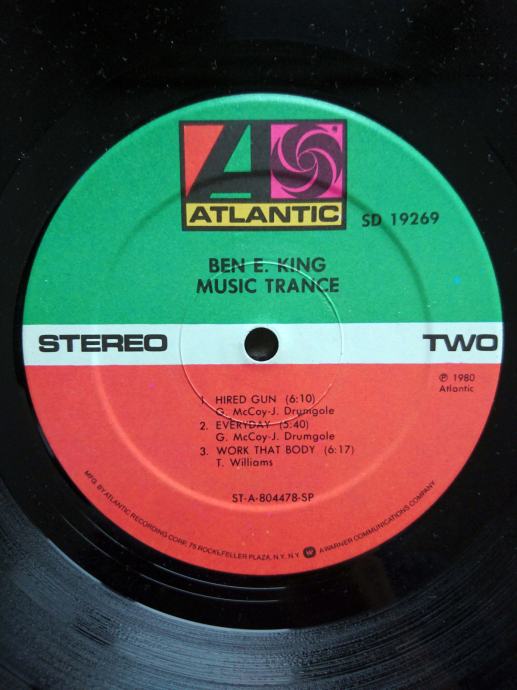 ATLANTIC
SD 19269
BEN E. KING
MUSIC TRANCE
STEREO
TWO
℗ 1980
Atlantic
1. HIRED GUN (6:10)
G. McCoy-J. Drumgole
2. EVERYDAY (5:40)
G. McCoy-J. Drumgole
3. WORK THAT BODY (6:17)
T. Williams
ST-A-804478-SP
MFG. BY ATLANTIC RECORDING CORP. 75 ROCKLFELLER PLAZA, N.Y. N.Y. A WARNER COMMUNICATIONS COMPANY